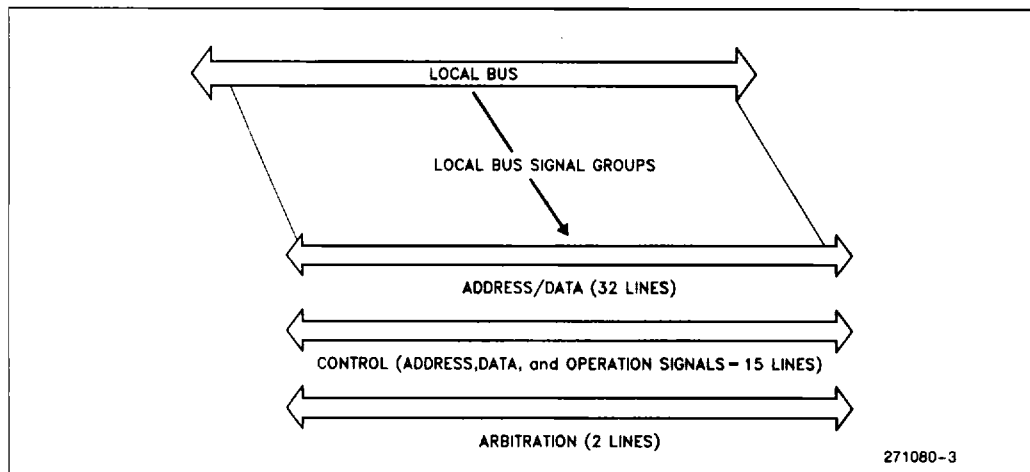 LOCAL BUS
LOCAL BUS SIGNAL GROUPS
ADDRESS/DATA (32 LINES)
CONTROL (ADDRESS,DATA, and OPERATION SIGNALS-15 LINES)
ARBITRATION (2 LINES)
271080-3